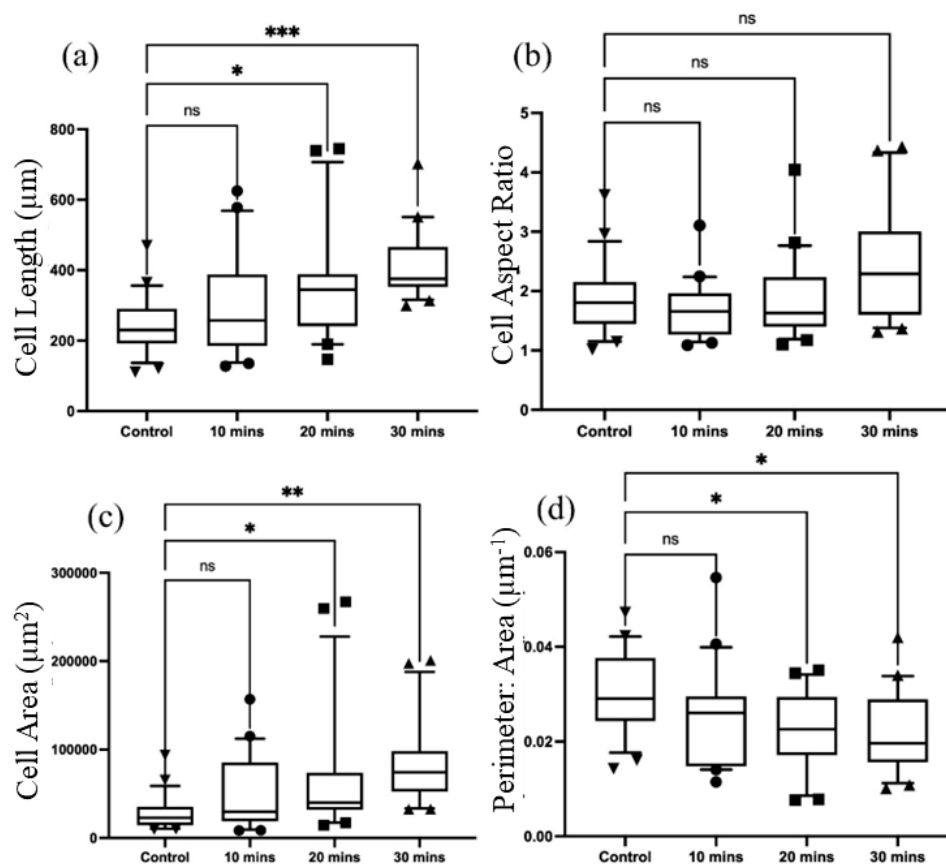 (a)
***
*
ns
Cell Length (µm)
800
600
400
200
0
Control 10 mins 20 mins 30 mins
(b)
ns
ns
ns
Cell Aspect Ratio
5
4
3
2
1
0
Control 10 mins 20 mins 30 mins
(c)
**
*
ns
Cell Area (µm²)
300000
200000
100000
0
Control 10 mins 20 mins 30 mins
(d)
*
*
ns
Perimeter: Area (µm⁻¹)
0.06
0.04
0.02
0.00
Control 10 mins 20 mins 30 mins